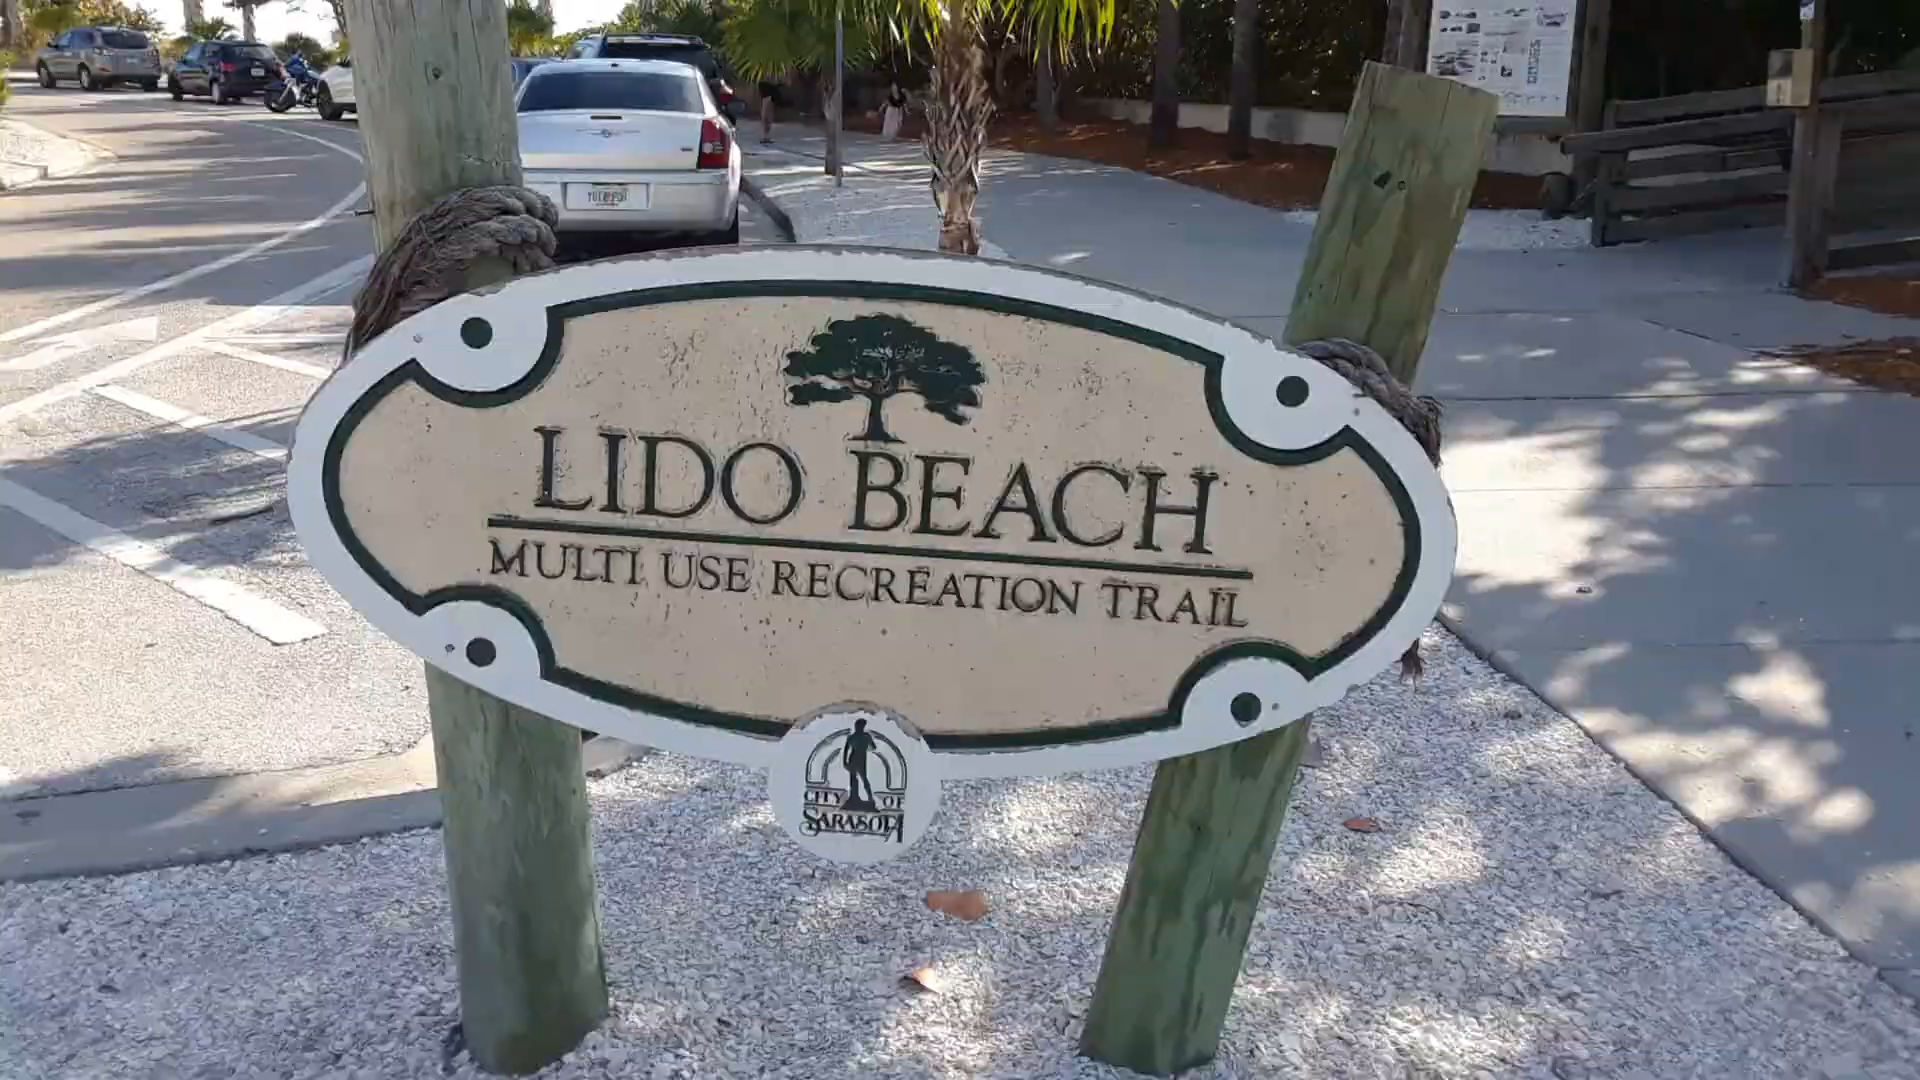 LIDO BEACH
MULTI USE RECREATION TRAIL
CITY OF
SARASOTA